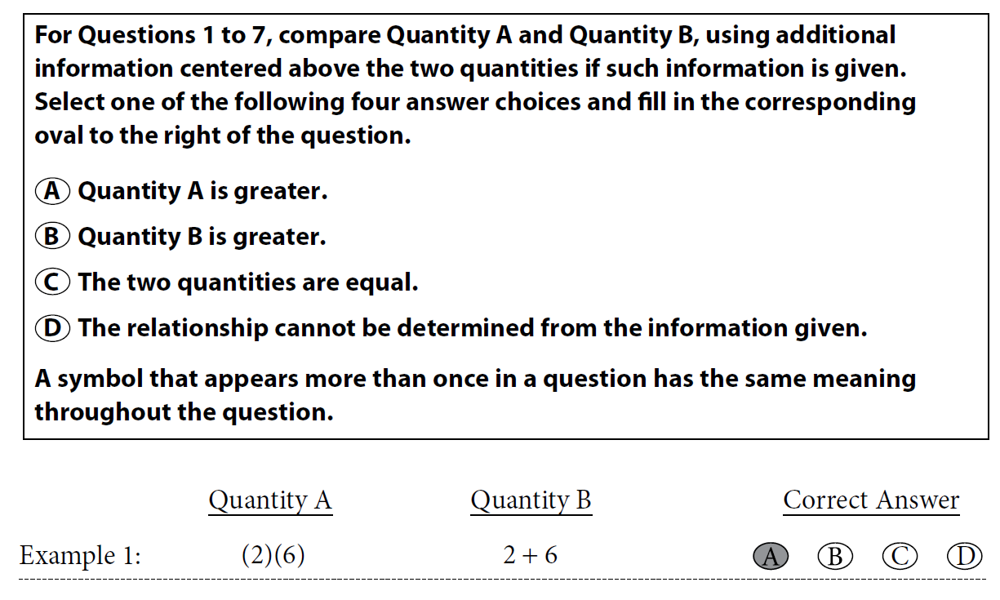 For Questions 1 to 7, compare Quantity A and Quantity B, using additional
information centered above the two quantities if such information is given.
Select one of the following four answer choices and fill in the corresponding
oval to the right of the question.
A Quantity A is greater.
B Quantity B is greater.
C The two quantities are equal.
D The relationship cannot be determined from the information given.
A symbol that appears more than once in a question has the same meaning
throughout the question.
Quantity A Quantity B Correct Answer
Example 1: (2)(6) 2 + 6 A B C D